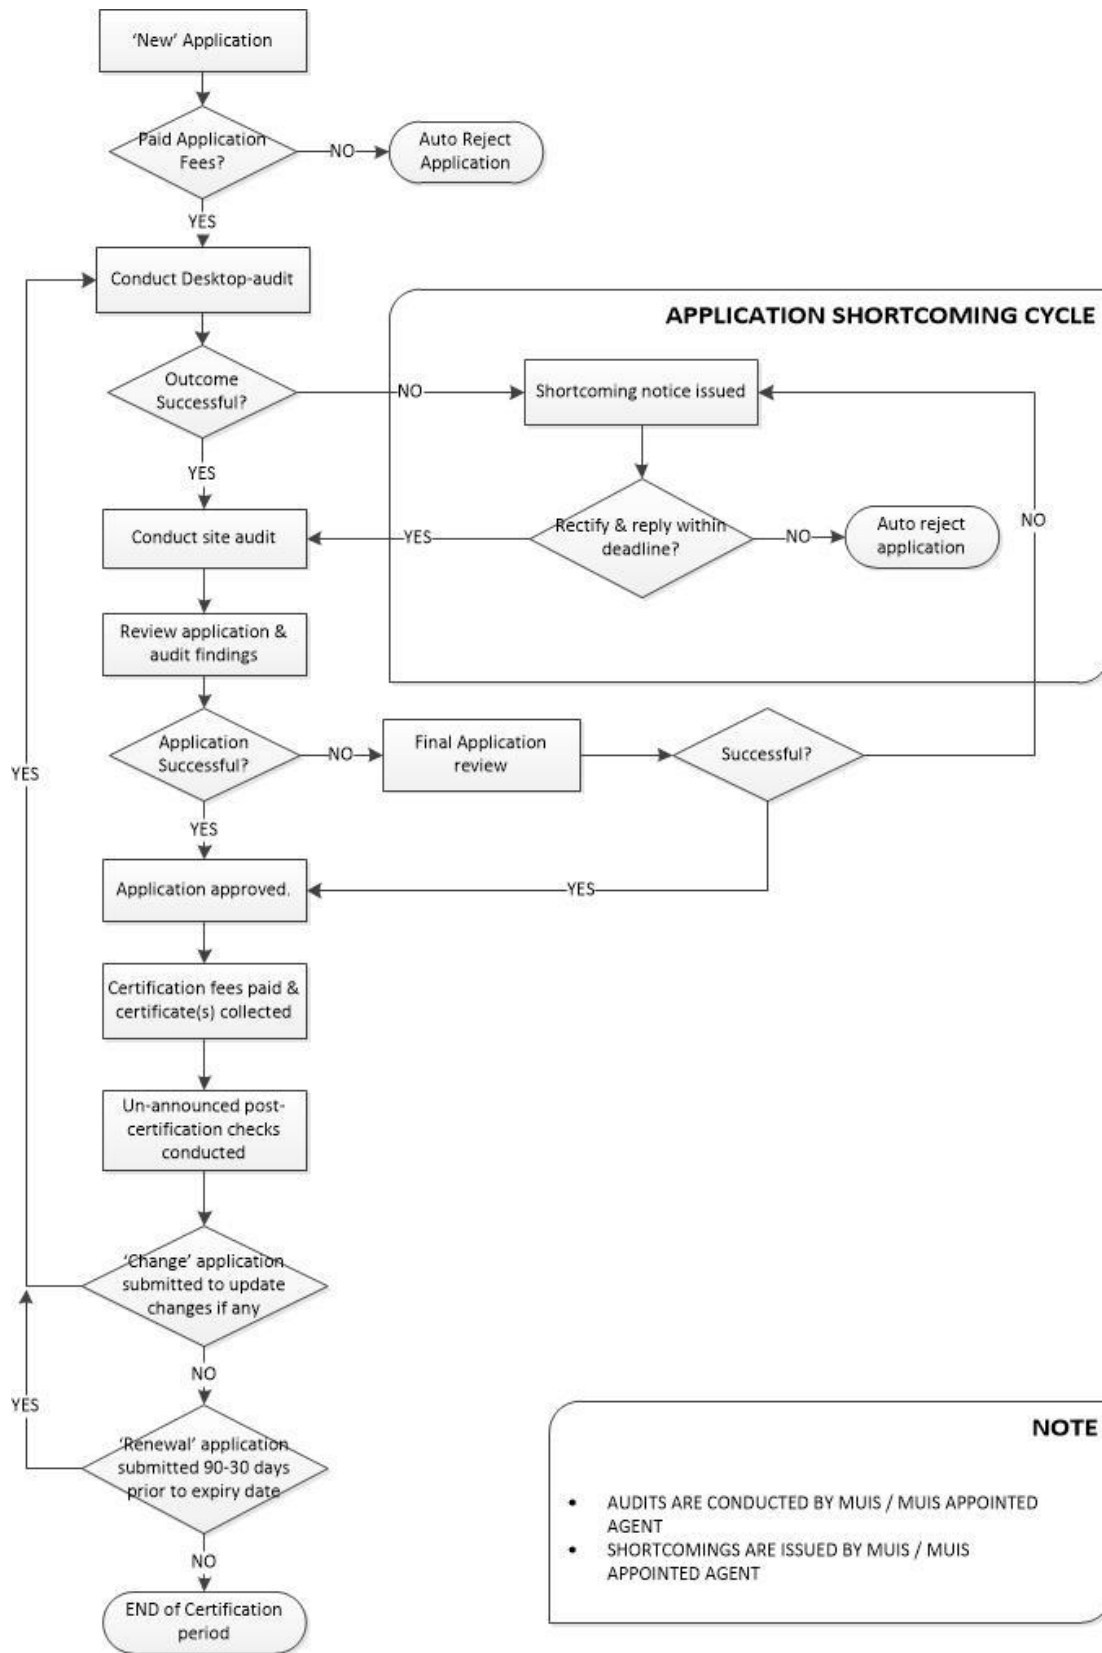 'New' Application
Paid Application
Fees?
NO
Auto Reject
Application
YES
Conduct Desktop-audit
APPLICATION SHORTCOMING CYCLE
Outcome
Successful?
NO
Shortcoming notice issued
YES
Conduct site audit
YES
Rectify & reply within
deadline?
NO
Auto reject
application
NO
Review application &
audit findings
Application
Successful?
NO
Final Application
review
Successful?
YES
YES
Application approved.
YES
Certification fees paid &
certificate(s) collected
Un-announced post-
certification checks
conducted
'Change' application
submitted to update
changes if any
NO
YES
'Renewal' application
submitted 90-30 days
prior to expiry date
NO
END of Certification
period
NOTE
• AUDITS ARE CONDUCTED BY MUIS / MUIS APPOINTED
AGENT
• SHORTCOMINGS ARE ISSUED BY MUIS / MUIS
APPOINTED AGENT